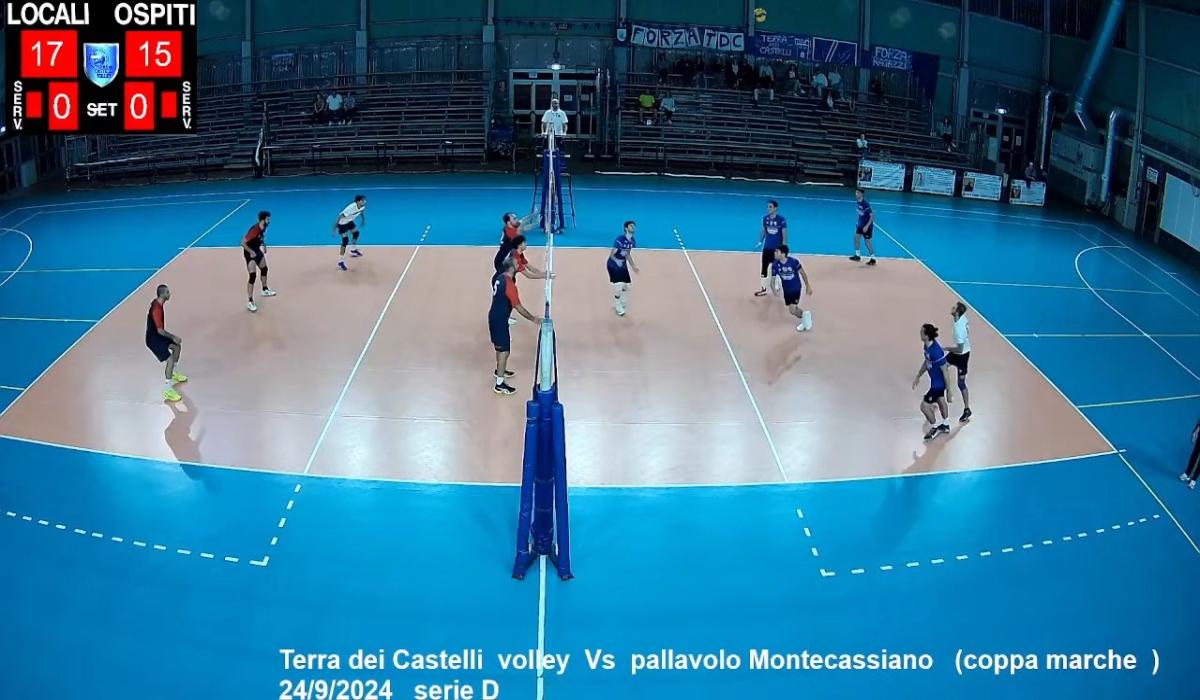 LOCALI OSPITI
17 15
SERV. 0 SET 0 SERV.
FORZA TDC
TERRA
CASTELLI
FORZA
RAGAZZI
Terra dei Castelli volley Vs pallavolo Montecassiano (coppa marche )
24/9/2024 serie D